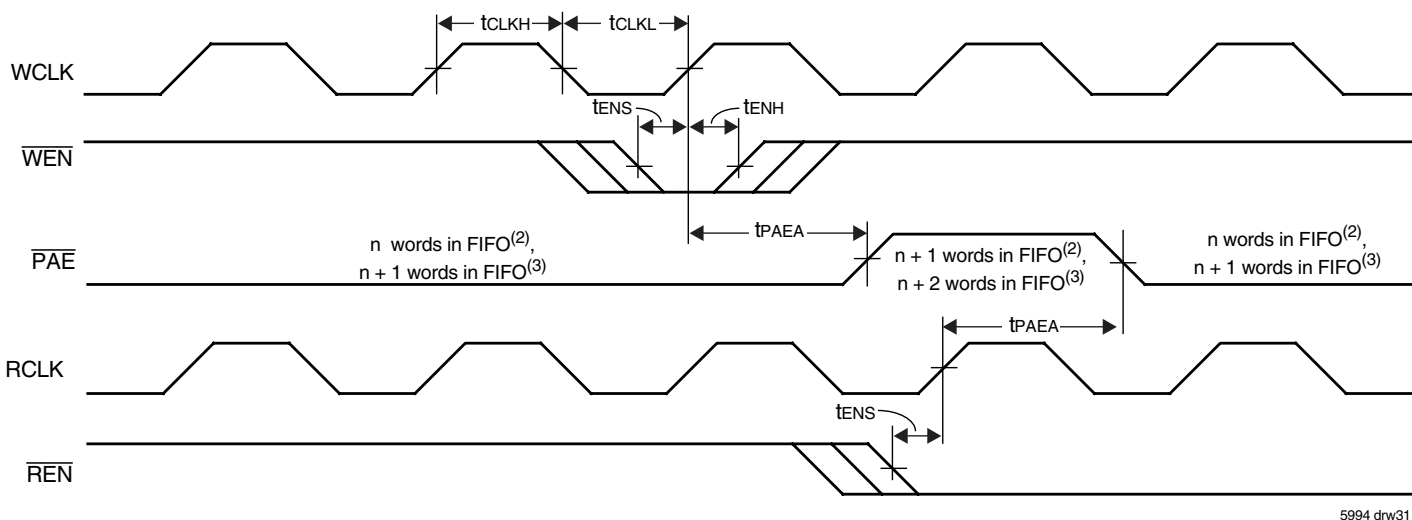 tCLKH
tCLKL
WCLK
tENS
tENH
WEN
tPAEA
PAE
n words in FIFO(2),
n + 1 words in FIFO(3)
n + 1 words in FIFO(2),
n + 2 words in FIFO(3)
n words in FIFO(2),
n + 1 words in FIFO(3)
tPAEA
RCLK
tENS
REN
5994 drw31